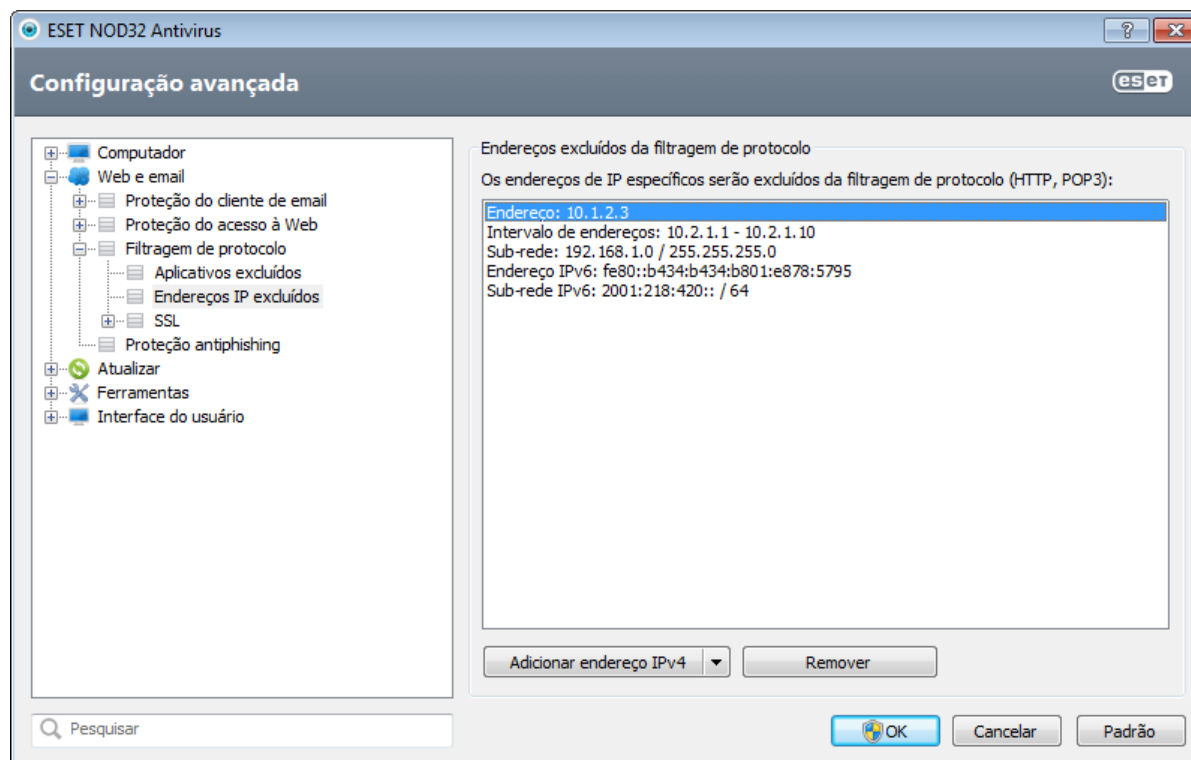 ESET NOD32 Antivirus
?
Configuração avançada
eseT
Computador
Web e email
Proteção do cliente de email
Proteção do acesso à Web
Filtragem de protocolo
Aplicativos excluídos
Endereços IP excluídos
SSL
Proteção antiphishing
Atualizar
Ferramentas
Interface do usuário
Endereços excluídos da filtragem de protocolo
Os endereços de IP específicos serão excluídos da filtragem de protocolo (HTTP, POP3):
Endereço: 10.1.2.3
Intervalo de endereços: 10.2.1.1 - 10.2.1.10
Sub-rede: 192.168.1.0 / 255.255.255.0
Endereço IPv6: fe80::b434:b434:b801:e878:5795
Sub-rede IPv6: 2001:218:420:: / 64
Adicionar endereço IPv4
Remover
Pesquisar
OK
Cancelar
Padrão